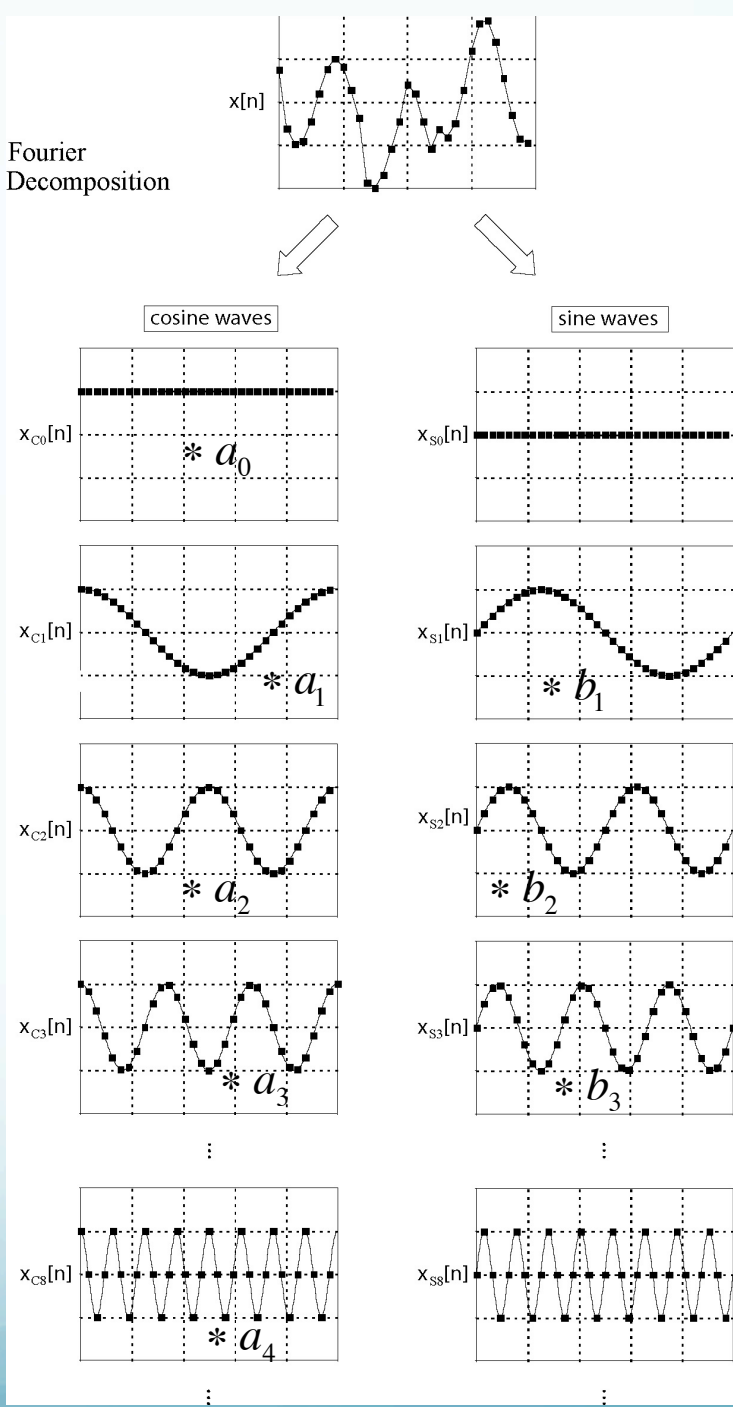 x[n]
Fourier
Decomposition
cosine waves
sine waves
x_C0[n]
* a_0
x_S0[n]
x_C1[n]
* a_1
x_S1[n]
* b_1
x_C2[n]
* a_2
x_S2[n]
* b_2
x_C3[n]
* a_3
x_S3[n]
* b_3
⋮
⋮
x_C8[n]
* a_4
x_S8[n]
⋮
⋮